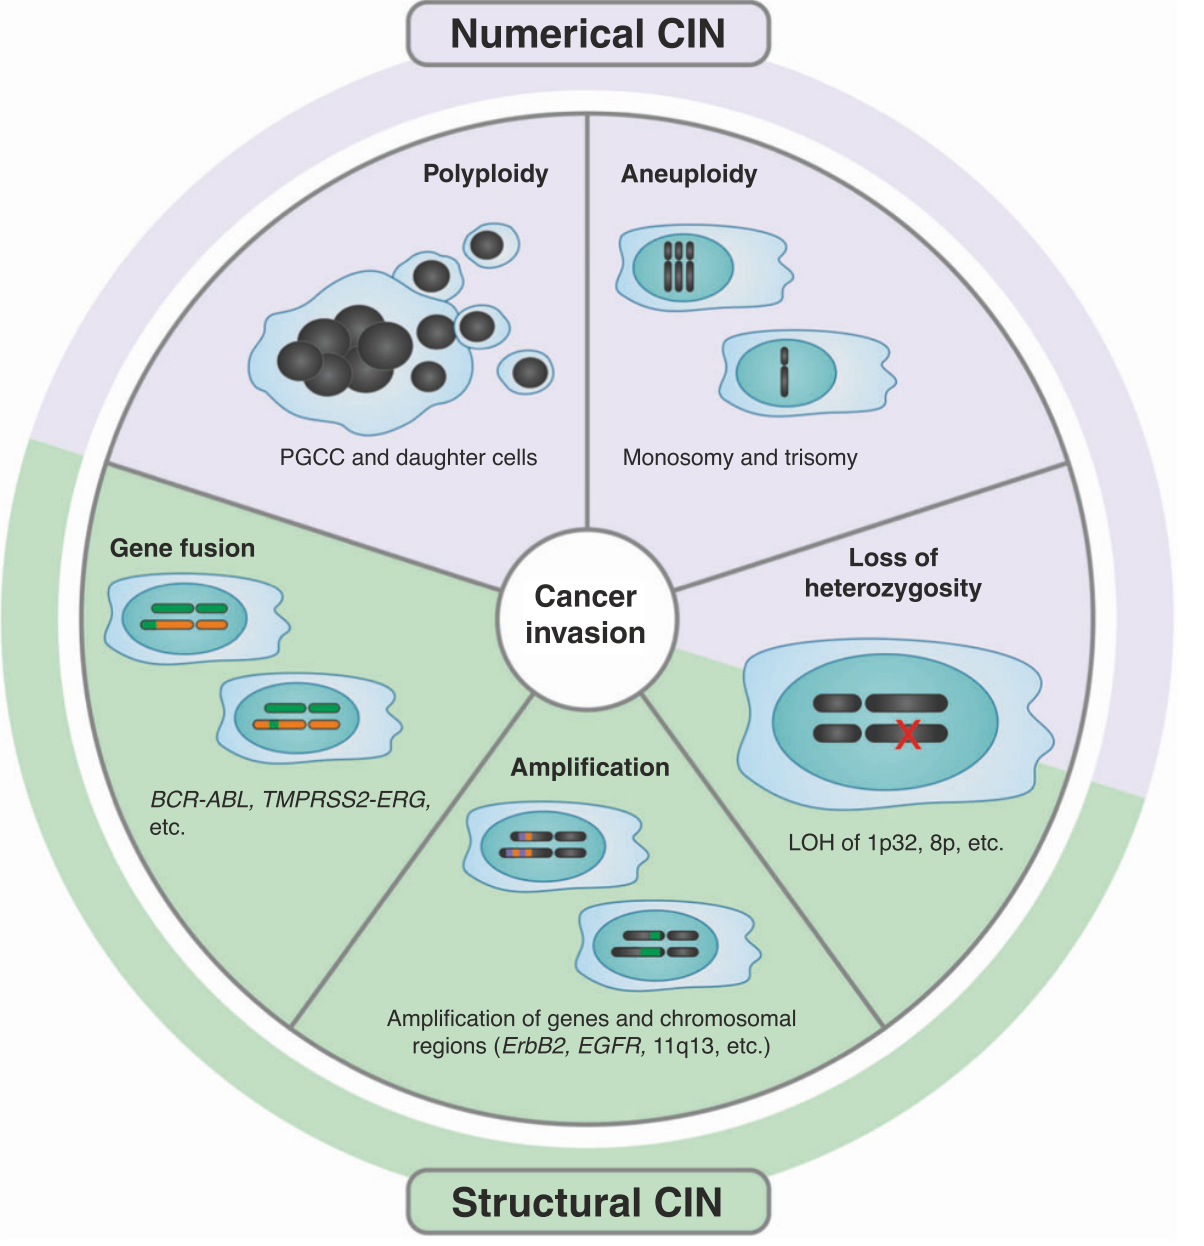 Numerical CIN
Polyploidy
PGCC and daughter cells
Aneuploidy
Monosomy and trisomy
Loss of
heterozygosity
LOH of 1p32, 8p, etc.
Gene fusion
BCR-ABL, TMPRSS2-ERG,
etc.
Cancer
invasion
Amplification
Amplification of genes and chromosomal
regions (ErbB2, EGFR, 11q13, etc.)
Structural CIN